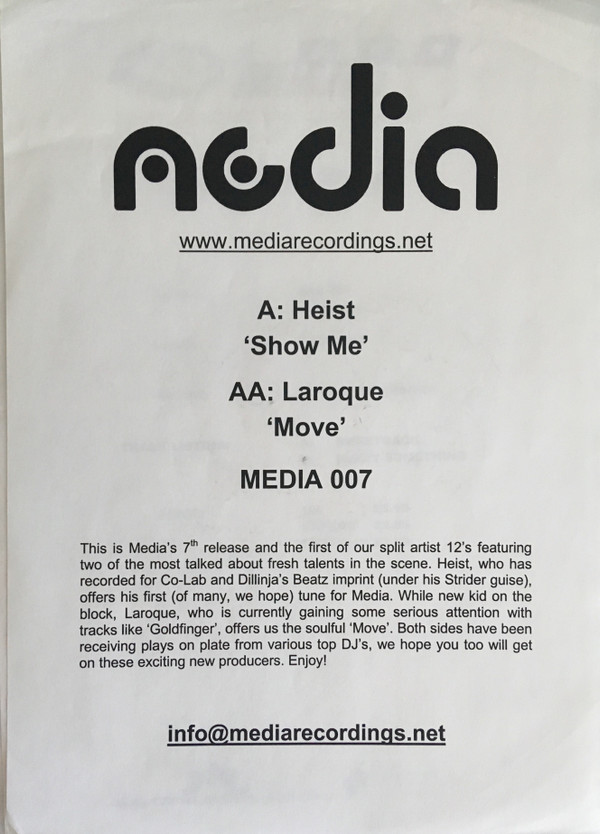 media
www.mediarecordings.net
A: Heist
‘Show Me’
AA: Laroque
‘Move’
MEDIA 007
This is Media's 7th release and the first of our split artist 12's featuring
two of the most talked about fresh talents in the scene. Heist, who has
recorded for Co-Lab and Dillinja's Beatz imprint (under his Strider guise),
offers his first (of many, we hope) tune for Media. While new kid on the
block, Laroque, who is currently gaining some serious attention with
tracks like ‘Goldfinger’, offers us the soulful ‘Move’. Both sides have been
receiving plays on plate from various top DJ's, we hope you too will get
on these exciting new producers. Enjoy!
info@mediarecordings.net